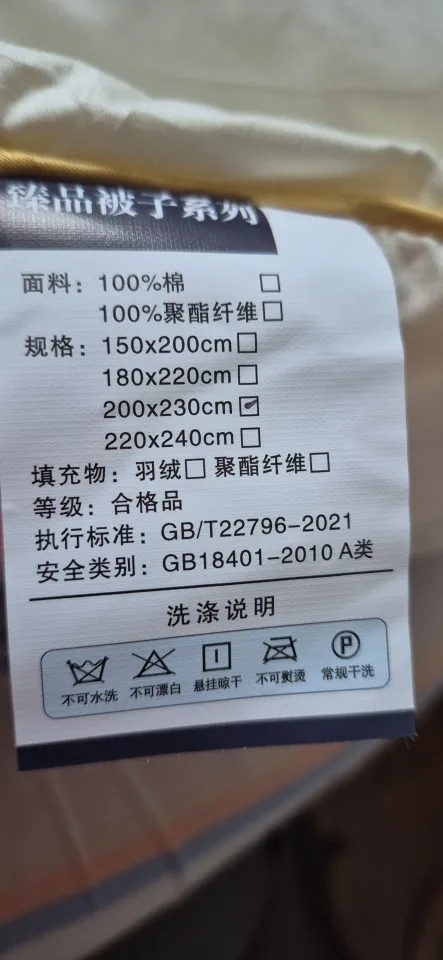 臻品被子系列
面料：100%棉 □
100%聚酯纤维□
规格：150x200cm□
180x220cm□
200x230cm☑
220x240cm□
填充物：羽绒□ 聚酯纤维□
等级：合格品
执行标准：GB/T22796-2021
安全类别：GB18401-2010 A类
洗涤说明
P
不可水洗 不可漂白 悬挂晾干 不可熨烫 常规干洗